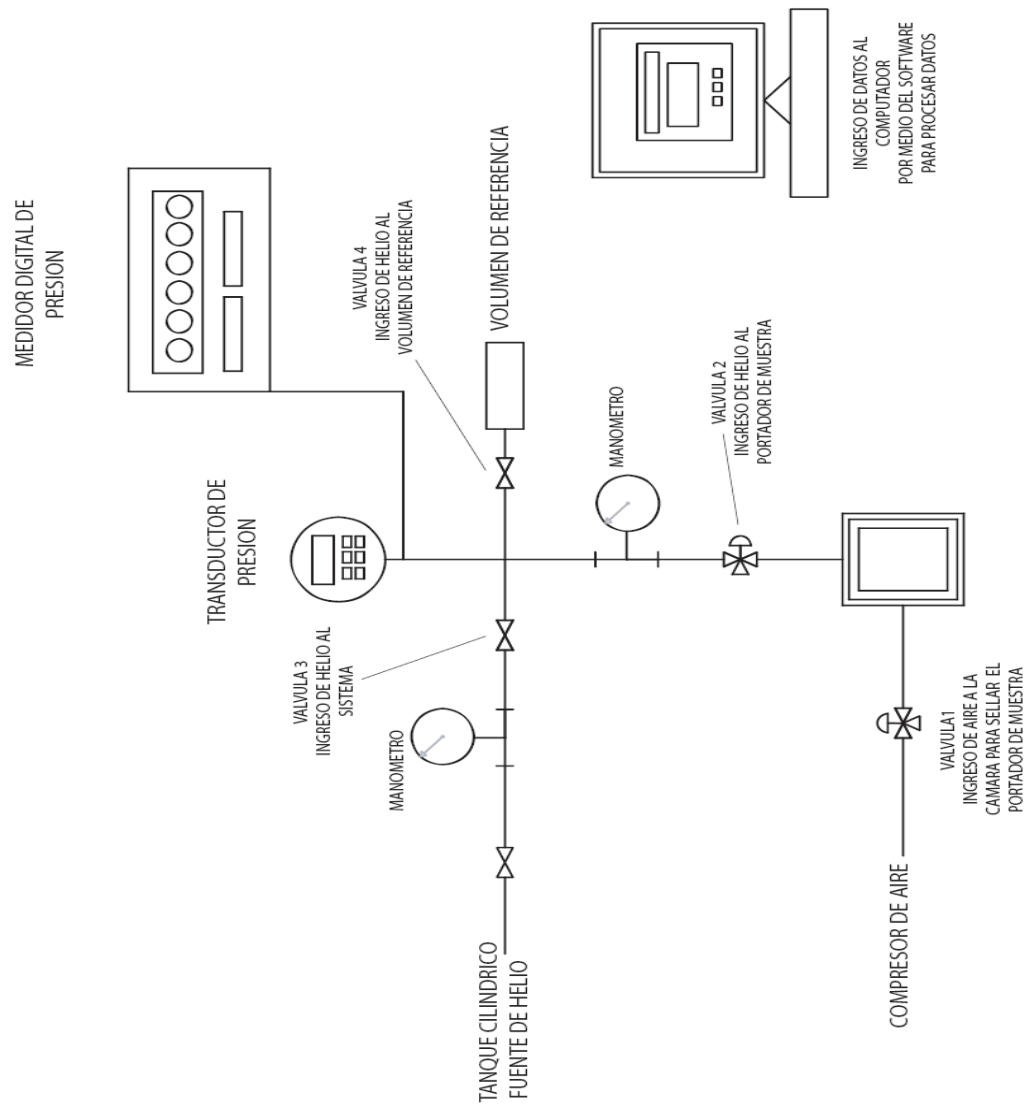 MEDIDOR DIGITAL DE
PRESION
TRANSDUCTOR DE
PRESION
VALVULA 4
INGRESO DE HELIO AL
VOLUMEN DE REFERENCIA
VOLUMEN DE REFERENCIA
VALVULA 3
INGRESO DE HELIO AL
SISTEMA
MANOMETRO
MANOMETRO
VALVULA 2
INGRESO DE HELIO AL
PORTADOR DE MUESTRA
TANQUE CILINDRICO
FUENTE DE HELIO
COMPRESOR DE AIRE
VALVULA1
INGRESO DE AIRE A LA
CAMARA PARA SELLAR EL
PORTADOR DE MUESTRA
INGRESO DE DATOS AL
COMPUTADOR
POR MEDIO DEL SOFTWARE
PARA PROCESAR DATOS